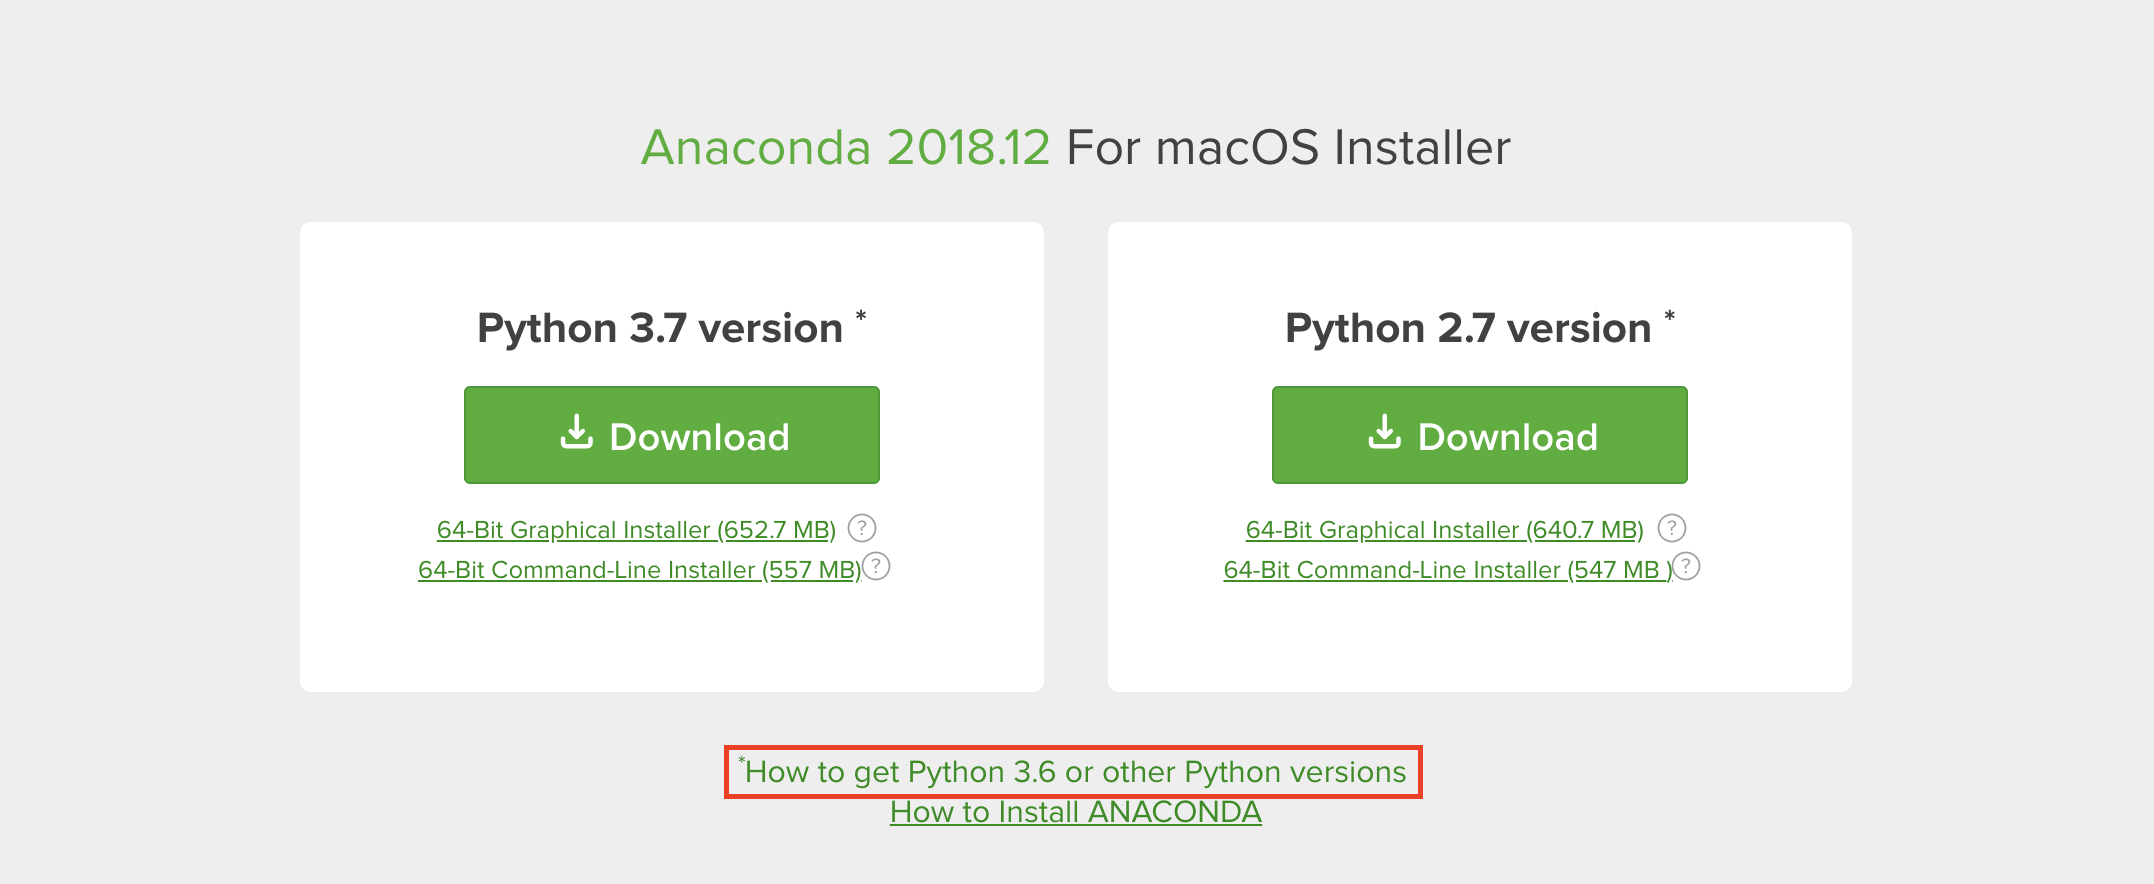 Anaconda 2018.12 For macOS Installer
Python 3.7 version *
Download
64-Bit Graphical Installer (652.7 MB) ?
64-Bit Command-Line Installer (557 MB) ?
Python 2.7 version *
Download
64-Bit Graphical Installer (640.7 MB) ?
64-Bit Command-Line Installer (547 MB ) ?
*How to get Python 3.6 or other Python versions
How to Install ANACONDA